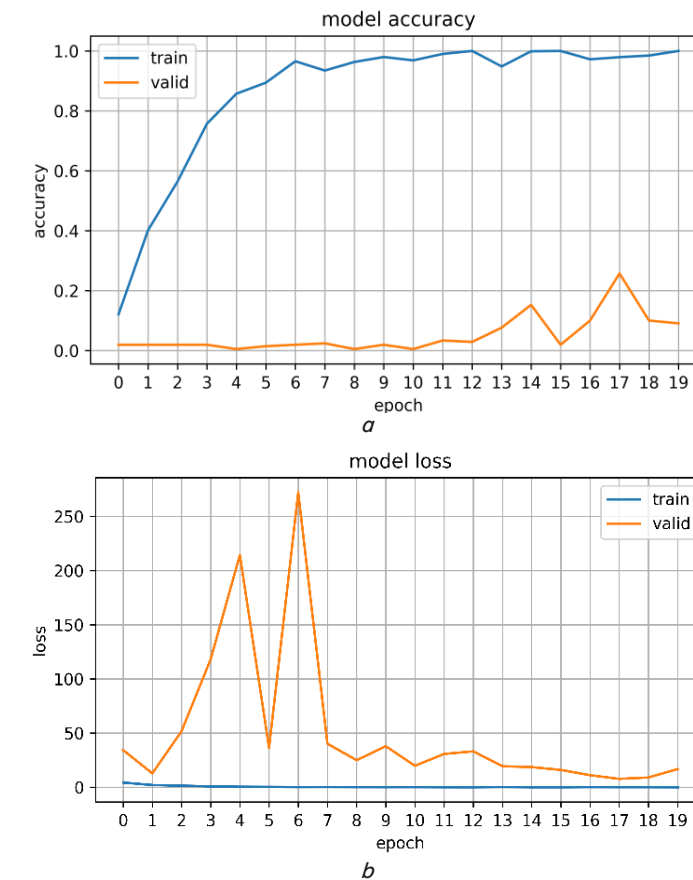 model accuracy
train
valid
1.0
0.8
0.6
0.4
0.2
0.0
accuracy
0 1 2 3 4 5 6 7 8 9 10 11 12 13 14 15 16 17 18 19
epoch
a
model loss
train
valid
250
200
150
100
50
0
loss
0 1 2 3 4 5 6 7 8 9 10 11 12 13 14 15 16 17 18 19
epoch
b